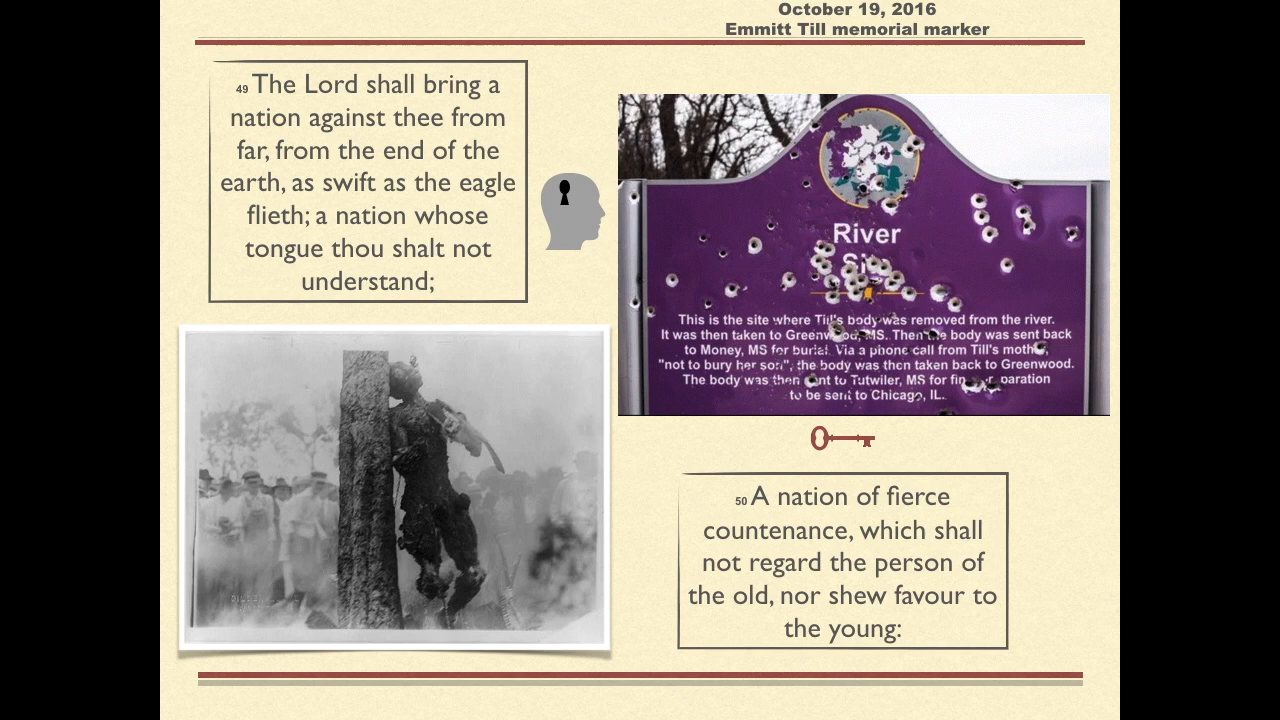 October 19, 2016
Emmitt Till memorial marker
49 The Lord shall bring a
nation against thee from
far, from the end of the
earth, as swift as the eagle
flieth; a nation whose
tongue thou shalt not
understand;
River
Site
This is the site where Till's body was removed from the river.
It was then taken to Greenwood, MS. Then the body was sent back
to Money, MS for burial. Via a phone call from Till's mother,
"not to bury her son", the body was then taken back to Greenwood.
The body was then sent to Tutwiler, MS for final preparation
to be sent to Chicago, IL.
50 A nation of fierce
countenance, which shall
not regard the person of
the old, nor shew favour to
the young: